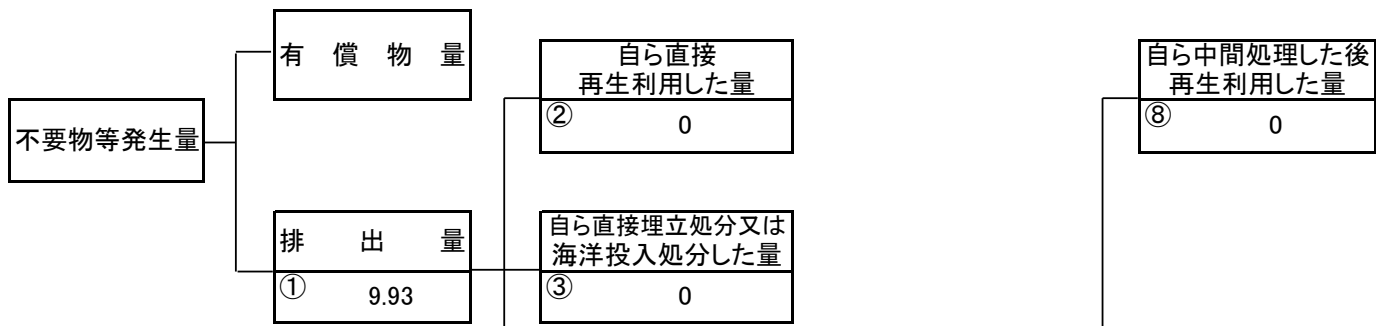 有償物量
自ら直接
再生利用した量
② 0
自ら中間処理した後
再生利用した量
⑧ 0
不要物等発生量
排出量
① 9.93
自ら直接埋立処分又は
海洋投入処分した量
③ 0